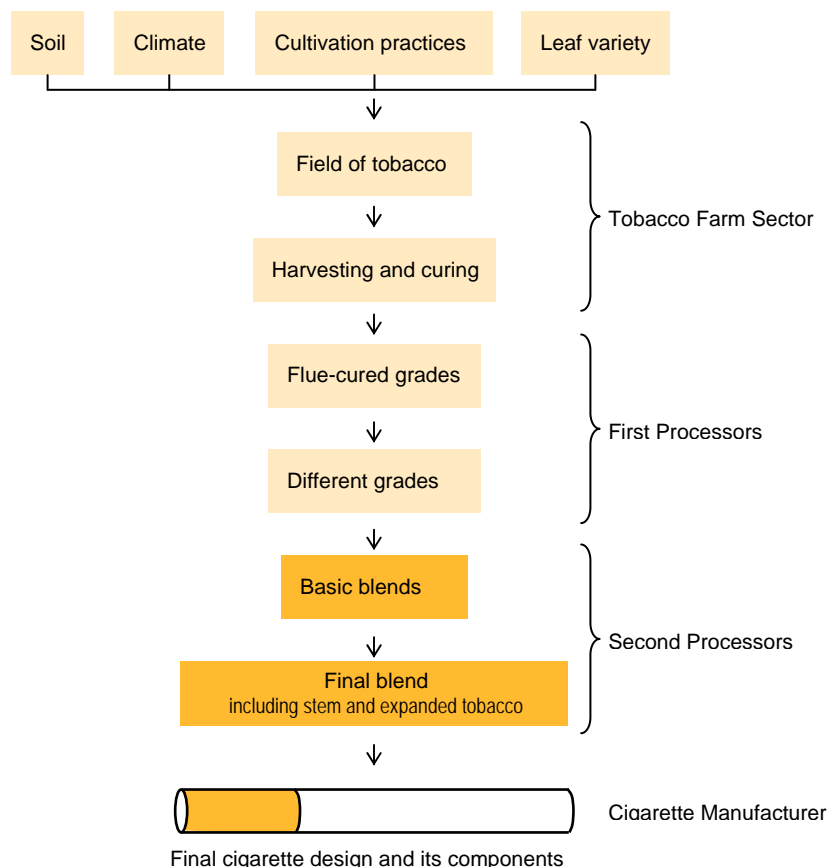 Soil
Climate
Cultivation practices
Leaf variety
Field of tobacco
Tobacco Farm Sector
Harvesting and curing
Flue-cured grades
First Processors
Different grades
Basic blends
Second Processors
Final blend
including stem and expanded tobacco
Cigarette Manufacturer
Final cigarette design and its components